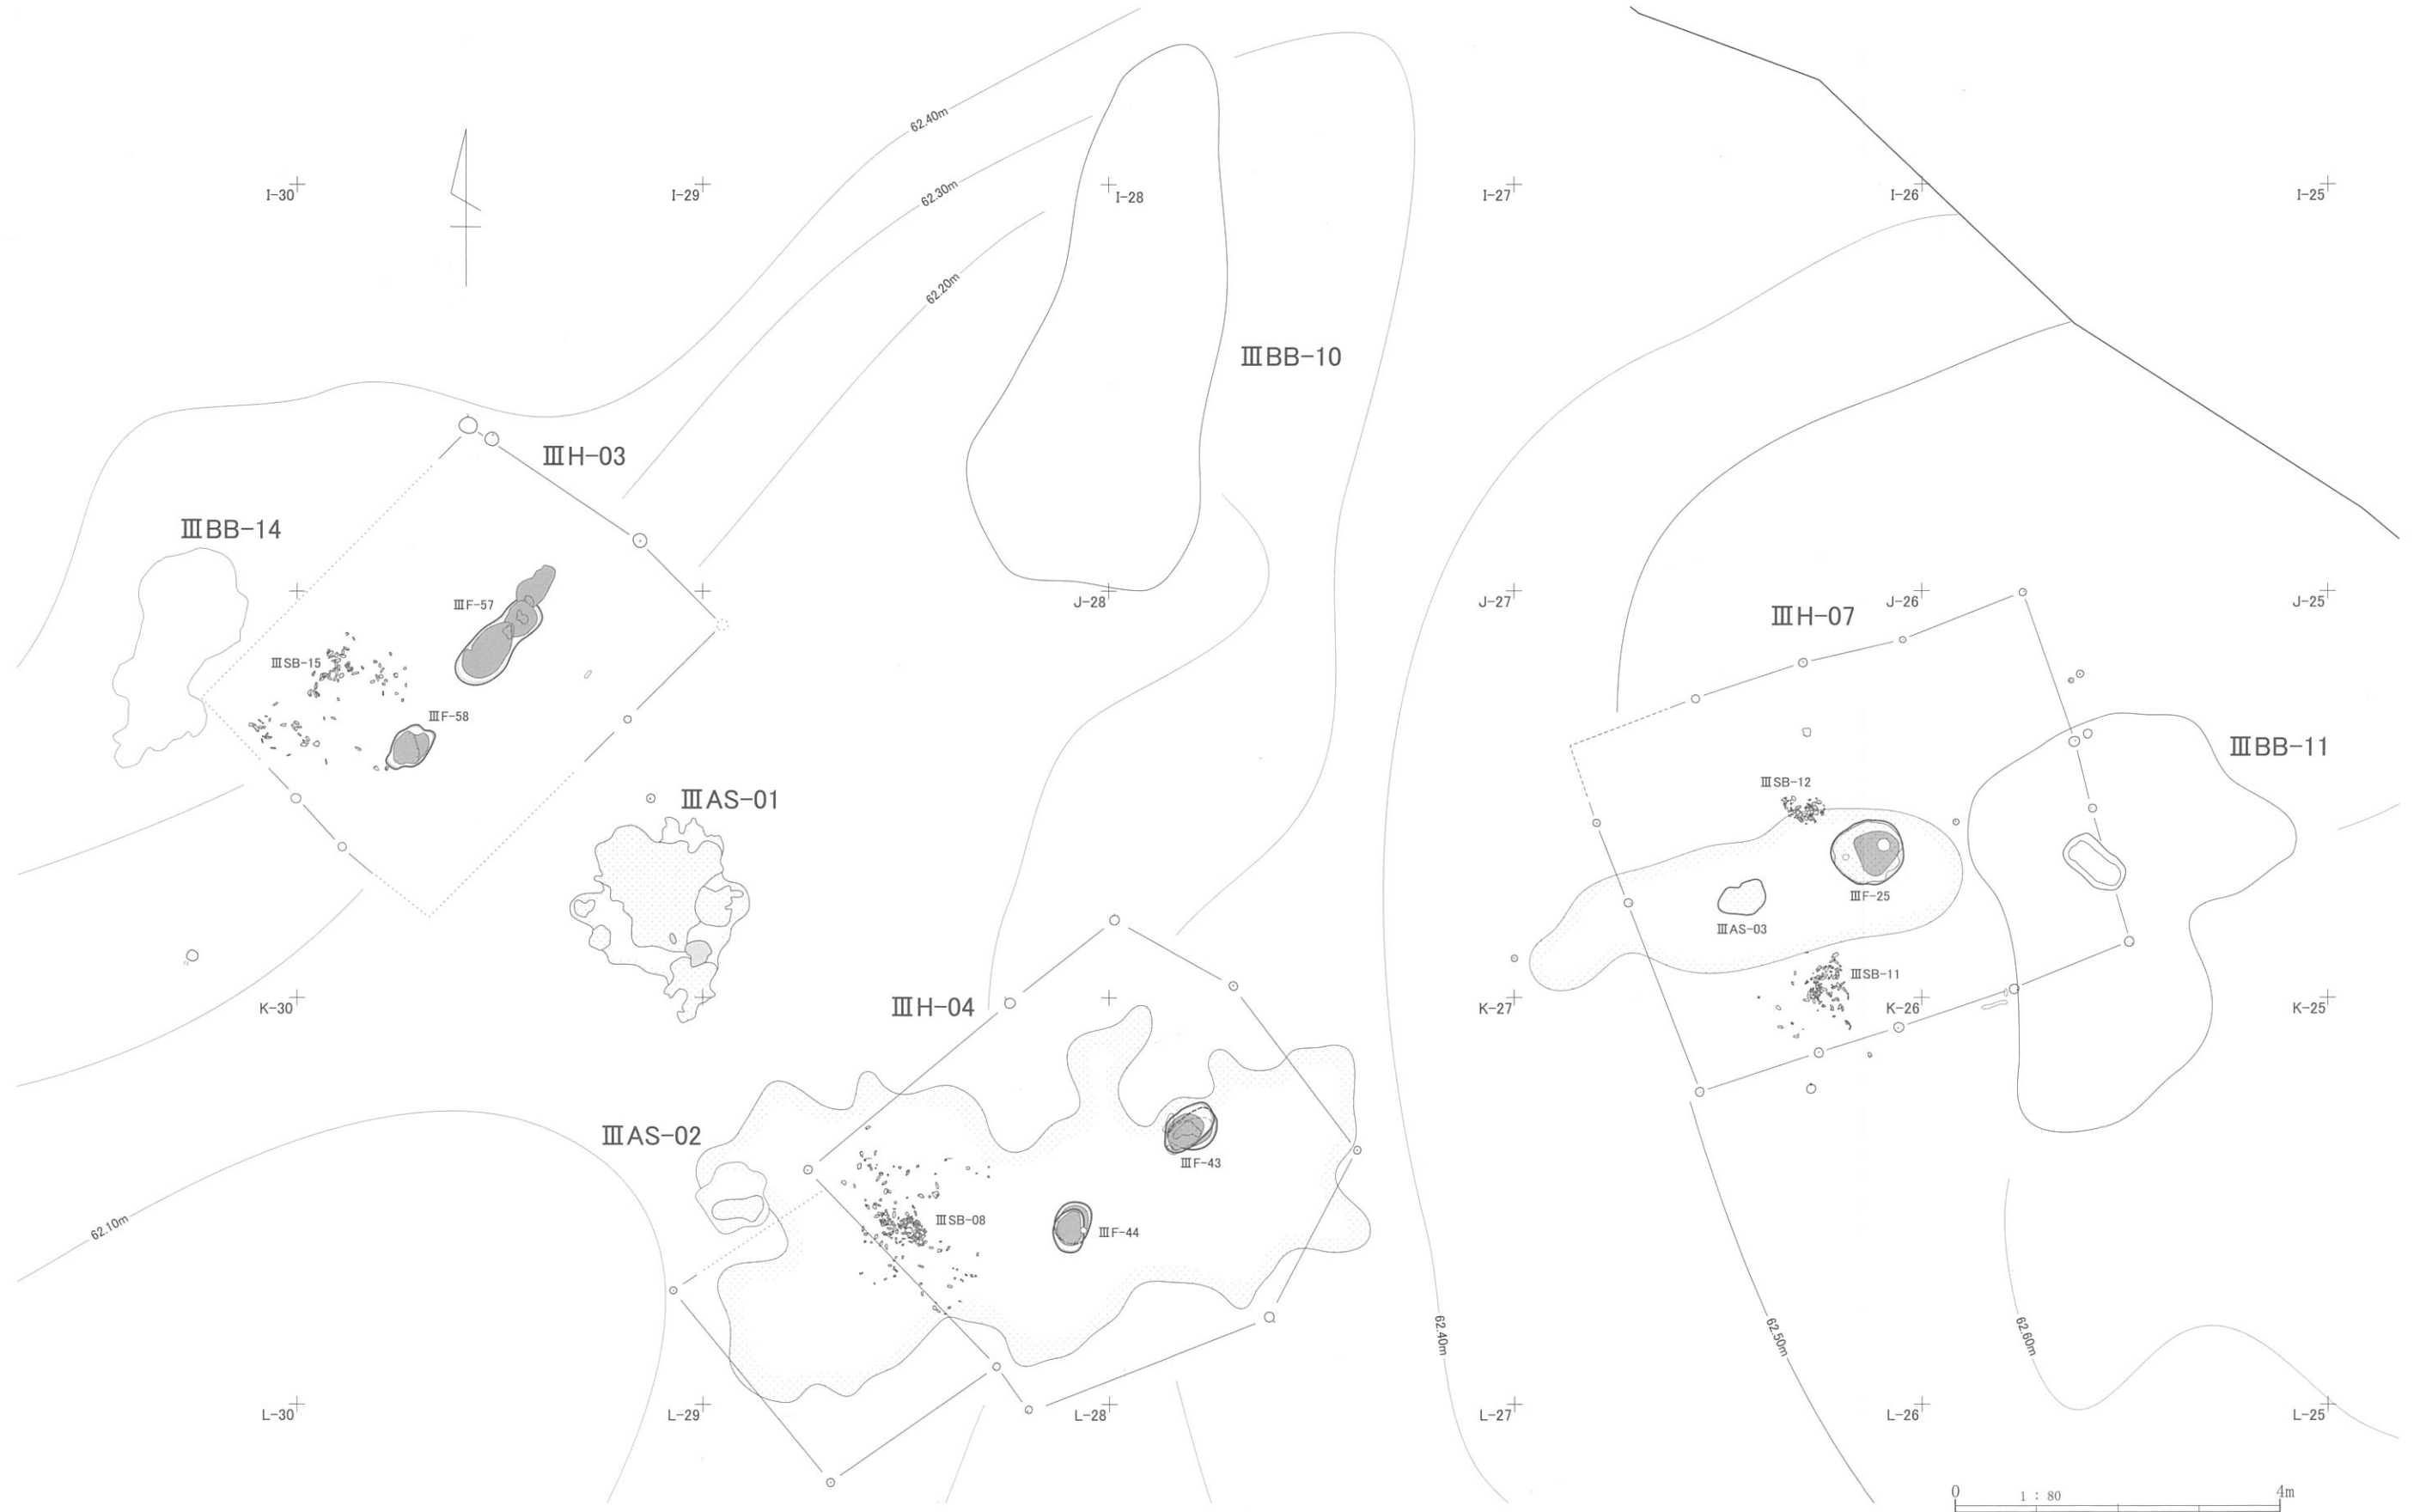 62.40m
62.30m
I-30
I-29
I-28
I-27
I-26
I-25
62.20m
ⅢBB-10
ⅢH-03
ⅢBB-14
ⅢF-57
J-28
J-27
J-26
J-25
ⅢH-07
ⅢSB-15
ⅢF-58
ⅢBB-11
ⅢSB-12
ⅢAS-01
ⅢF-25
ⅢAS-03
ⅢSB-11
K-30
ⅢH-04
K-27
K-26
K-25
ⅢAS-02
ⅢF-43
ⅢSB-08
ⅢF-44
62.10m
62.40m
62.50m
62.60m
L-30
L-29
L-28
L-27
L-26
L-25
0 1 : 80 4m